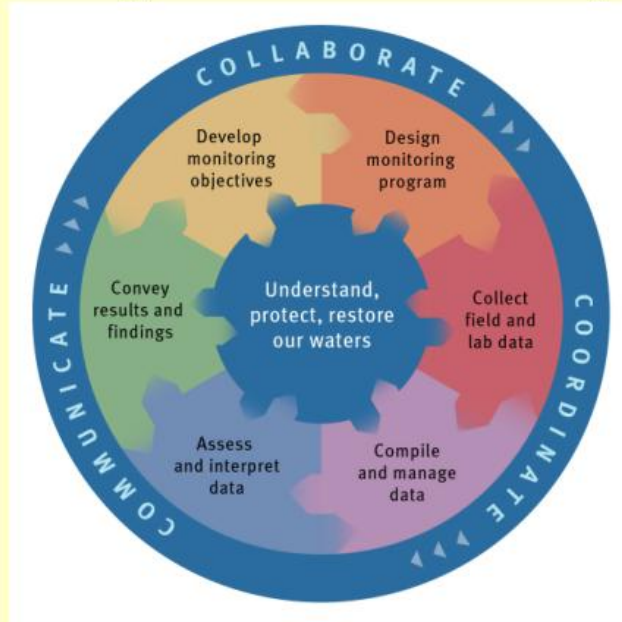 COLLABORATE
Develop
monitoring
objectives
Design
monitoring
program
Convey
results and
findings
Understand,
protect, restore
our waters
Collect
field and
lab data
Assess
and interpret
data
Compile
and manage
data
COMMUNICATE
COORDINATE